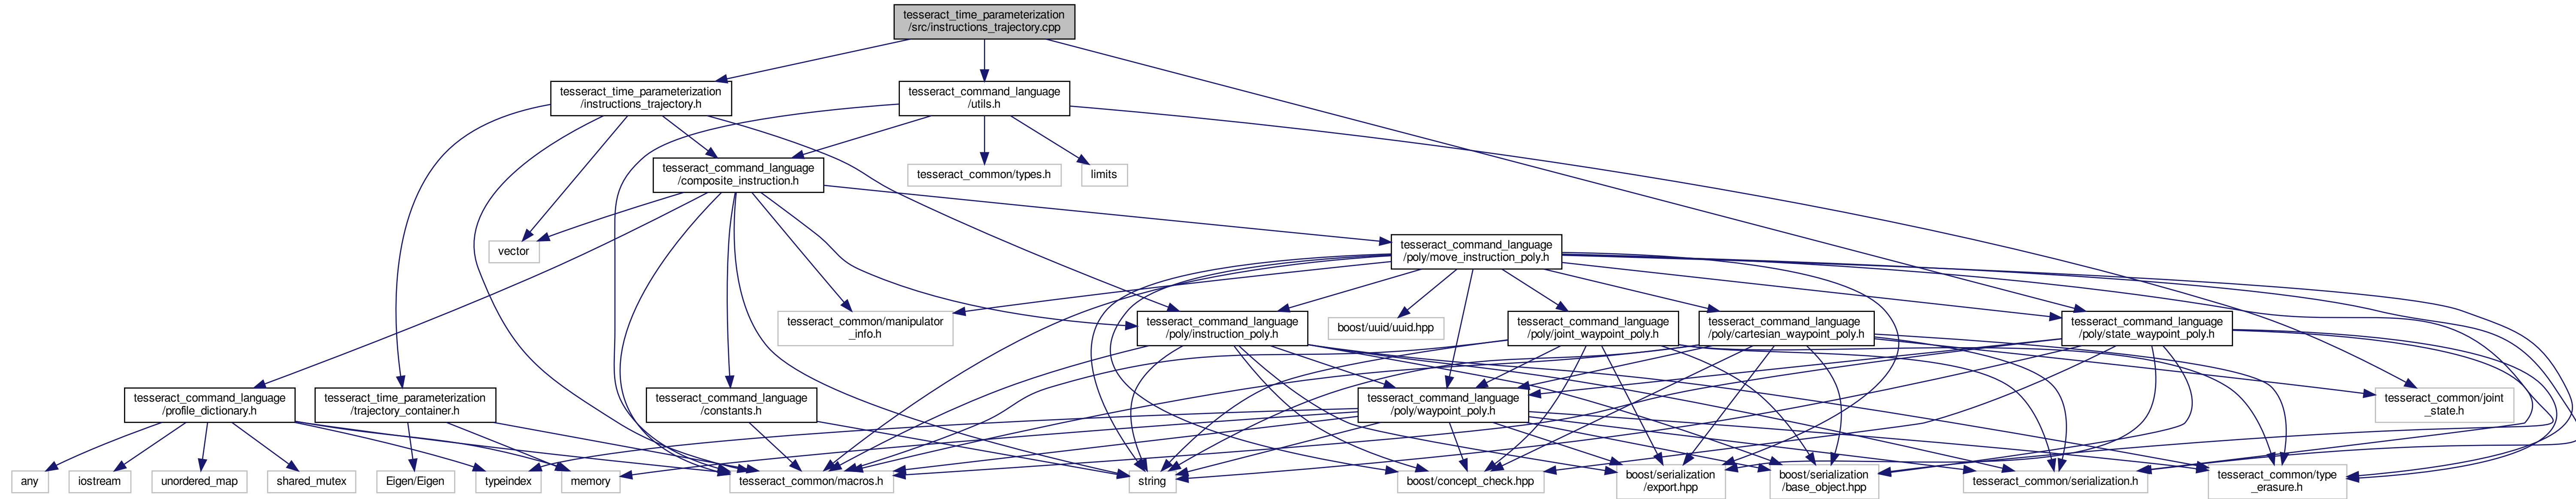 tesseract_time_parameterization
/src/instructions_trajectory.cpp
tesseract_time_parameterization
/instructions_trajectory.h
tesseract_command_language
/utils.h
tesseract_command_language
/composite_instruction.h
tesseract_common/types.h
limits
vector
tesseract_command_language
/poly/move_instruction_poly.h
tesseract_common/manipulator
_info.h
tesseract_command_language
/poly/instruction_poly.h
boost/uuid/uuid.hpp
tesseract_command_language
/poly/joint_waypoint_poly.h
tesseract_command_language
/poly/cartesian_waypoint_poly.h
tesseract_command_language
/poly/state_waypoint_poly.h
tesseract_command_language
/profile_dictionary.h
tesseract_time_parameterization
/trajectory_container.h
tesseract_command_language
/constants.h
tesseract_command_language
/poly/waypoint_poly.h
tesseract_common/joint
_state.h
any
iostream
unordered_map
shared_mutex
Eigen/Eigen
typeindex
memory
tesseract_common/macros.h
string
boost/concept_check.hpp
boost/serialization
/export.hpp
boost/serialization
/base_object.hpp
tesseract_common/serialization.h
tesseract_common/type
_erasure.h